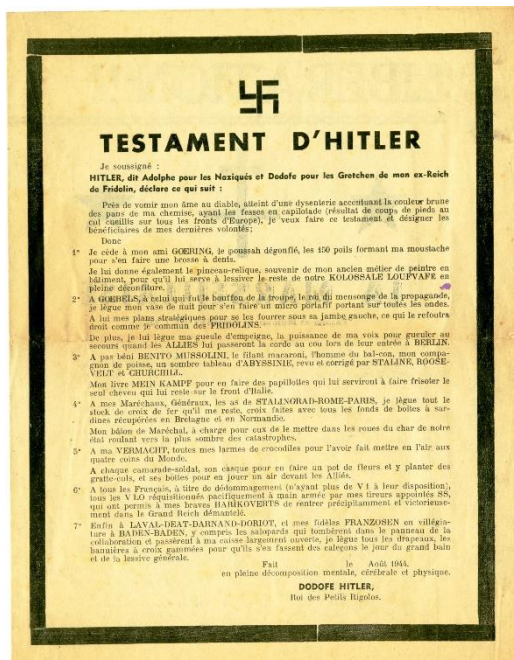 TESTAMENT D'HITLER
Je soussigné :
HITLER, dit Adolphe pour les Naziqués et Dodofe pour les Gretchen de mon ex-Reich
de Fridolin, déclare ce qui suit :
Près de vomir mon âme au diable, atteint d'une dysenterie accentuant la couleur brune
des pans de ma chemise, ayant les fesses en capilotade (résultat de coups de pieds au
cul cueillis sur tous les fronts d'Europe), je veux faire ce testament et désigner les
bénéficiaires de mes dernières volontés;
Donc
1° Je cède à mon ami GOERING, le poussah dégonflé, les 150 poils formant ma moustache
pour s'en faire une brosse à dents.
Je lui donne également le pinceau-relique, souvenir de mon ancien métier de peintre en
bâtiment, pour qu'il lui serve à lessiver le reste de notre KOLOSSALE LOUFVAFE en
pleine déconfiture.
2° A GOEBELS, à celui qui fut le bouffon de la troupe, le roi du mensonge de la propagande,
je lègue mon vase de nuit pour s'en faire un micro portatif portant sur toutes les ondes.
A lui mes plans stratégiques pour se les fourrer sous sa jambe gauche, ce qui le refoutra
droit comme je commun des FRIDOLINS.
De plus, je lui lègue ma gueule d'empeigne, la puissance de ma voix pour gueuler au
secours quand les ALLIES lui passeront la corde au cou lors de leur entrée à BERLIN.
3° A pas béni BENITO MUSSOLINI, le filant macaroni, l'homme du bal-con, mon compa-
gnon de poisse, un sombre tableau d'ABYSSINIE, revu et corrigé par STALINE, ROOSE-
VELT et CHURCHILL.
Mon livre MEIN KAMPF pour en faire des papillottes qui lui serviront à faire frisoter le
seul cheveu qui lui reste sur le front d'Italie.
4° A mes Maréchaux, Généraux, les as de STALINGRAD-ROME-PARIS, je lègue tout le
stock de croix de fer qu'il me reste, croix faites avec tous les fonds de boîtes à sar-
dines récupérées en Bretagne et en Normandie.
Mon bâton de Maréchal, à charge pour eux de le mettre dans les roues du char de notre
état roulant vers la plus sombre des catastrophes.
5° A ma VERMACHT, toutes mes larmes de crocodiles pour l'avoir fait mettre en l'air aux
quatre coins du Monde.
A chaque camarade-soldat, son casque pour en faire un pot de fleurs et y planter des
gratte-culs, et ses bottes pour en jouer un air devant les Alliés.
6° A tous les Français, à titre de dédommagement (n'ayant plus de V1 à leur disposition),
tous les VLO réquisitionnés pacifiquement à main armée par mes tireurs appointés SS,
qui ont permis à mes braves HARIKOVERTS de rentrer précipitamment et victorieuse-
ment dans le Grand Reich démantelé.
7° Enfin à LAVAL-DEAT-DARNAND-DORIOT, et mes fidèles FRANZOSEN en villégia-
ture à BADEN-BADEN, y compris les salopards qui tombèrent dans le panneau de la
collaboration et passèrent à ma caisse largement ouverte, je lègue tous les drapeaux, les
bannières à croix gammées pour qu'ils s'en fassent des caleçons le jour du grand bain
et de la lessive générale.
Fait le Août 1944,
en pleine décomposition mentale, cérébrale et physique.
DODOFE HITLER,
Roi des Petits Rigolos.